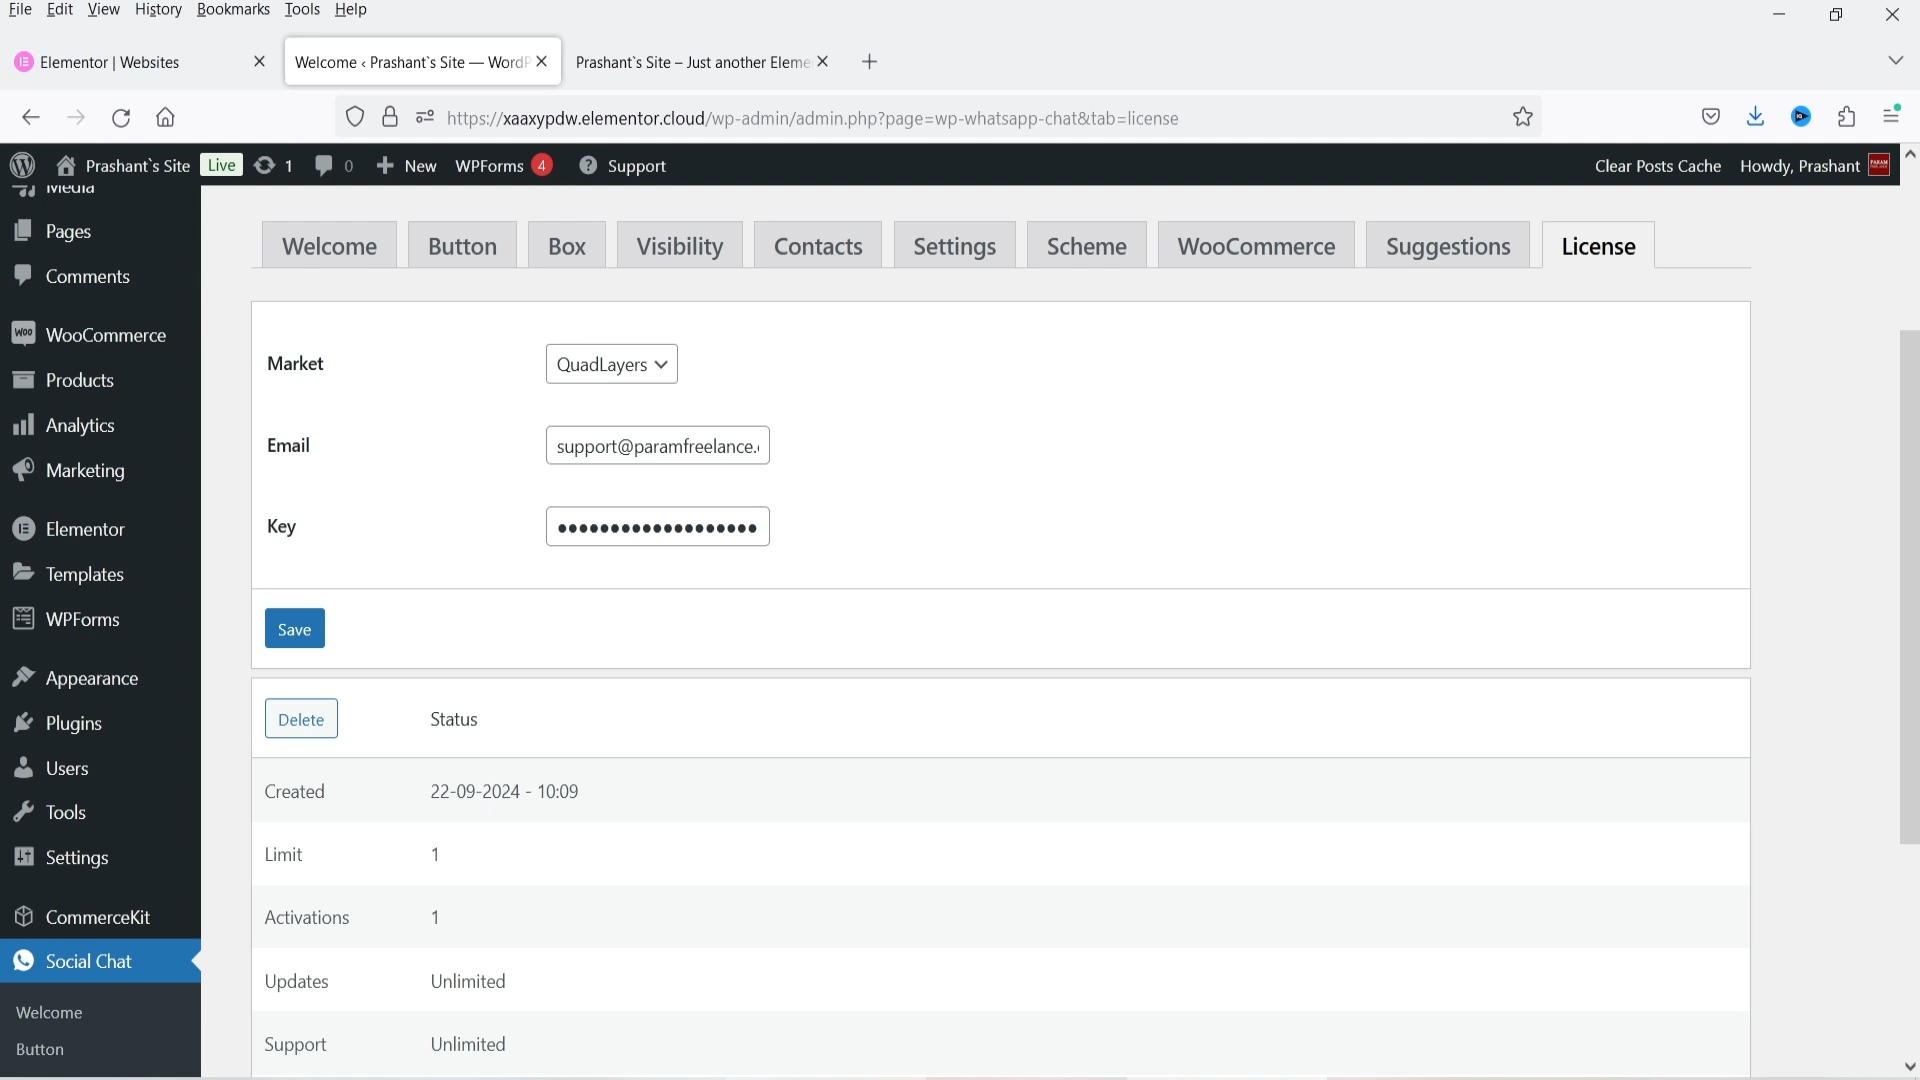 File Edit View History Bookmarks Tools Help
Elementor | Websites
Welcome ‹ Prashant`s Site — WordP
Prashant`s Site – Just another Eleme
https://xaaxypdw.elementor.cloud/wp-admin/admin.php?page=wp-whatsapp-chat&tab=license
Prashant`s Site Live 1 0 New WPForms 4 Support Clear Posts Cache Howdy, Prashant
Media
Pages
Comments
WooCommerce
Products
Analytics
Marketing
Elementor
Templates
WPForms
Appearance
Plugins
Users
Tools
Settings
CommerceKit
Social Chat
Welcome
Button
Welcome Button Box Visibility Contacts Settings Scheme WooCommerce Suggestions License
Market QuadLayers
Email support@paramfreelance.
Key ●●●●●●●●●●●●●●●●●●●
Save
Delete Status
Created 22-09-2024 - 10:09
Limit 1
Activations 1
Updates Unlimited
Support Unlimited